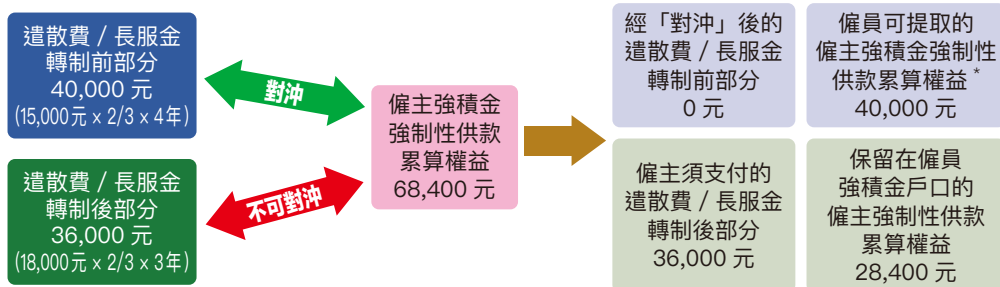 遣散費 / 長服金
轉制前部分
40,000 元
(15,000元 x 2/3 x 4年)
對沖
遣散費 / 長服金
轉制後部分
36,000 元
(18,000元 x 2/3 x 3年)
不可對沖
僱主強積金
強制性供款
累算權益
68,400 元
經「對沖」後的
遣散費 / 長服金
轉制前部分
0 元
僱員可提取的
僱主強積金強制性
供款累算權益 *
40,000 元
僱主須支付的
遣散費 / 長服金
轉制後部分
36,000 元
保留在僱員
強積金戶口的
僱主強制性供款
累算權益
28,400 元